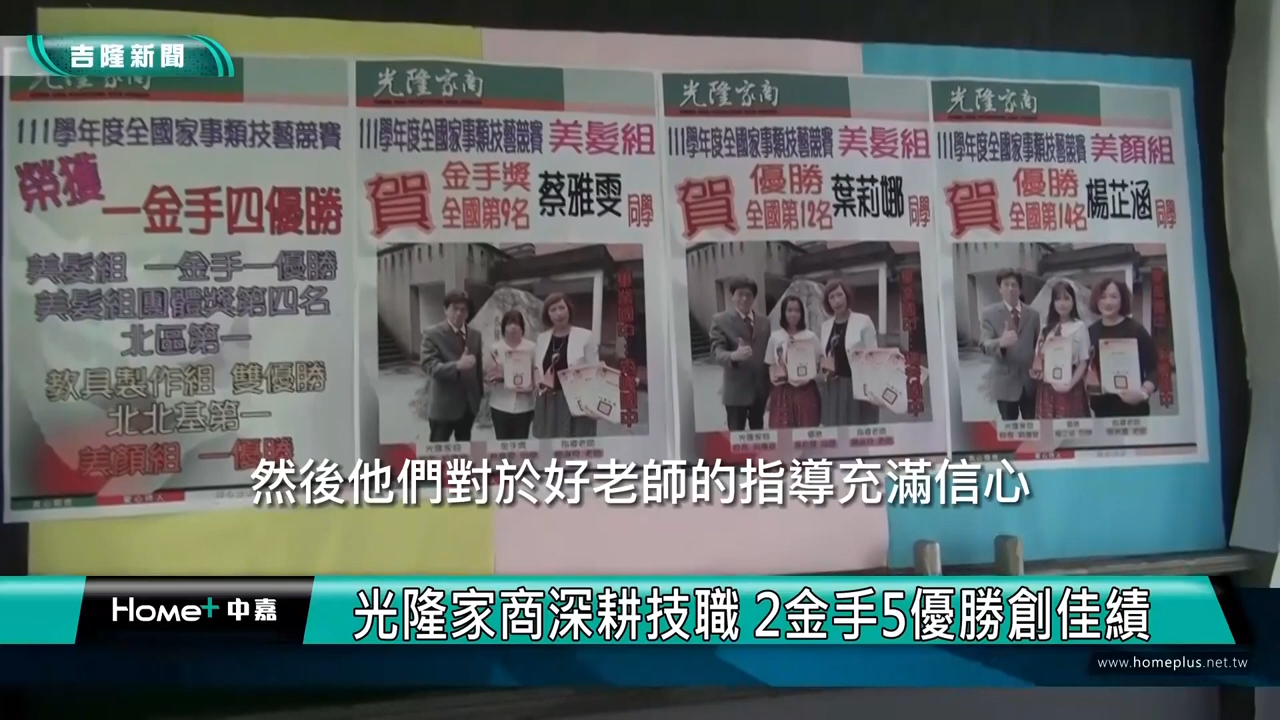 吉隆新聞
光隆家商
111學年度全國家事類技藝競賽
榮獲
一金手四優勝
美髮組 一金手一優勝
美髮組團體獎第四名
北區第一
教具製作組 雙優勝
北北基第一
美顏組 一優勝
光隆家商
111學年度全國家事類技藝競賽 美髮組
賀 金手獎 全國第9名 蔡雅雯 同學
光隆家商
111學年度全國家事類技藝競賽 美髮組
賀 優勝 全國第12名 葉莉娜 同學
光隆家商
111學年度全國家事類技藝競賽 美顏組
賀 優勝 全國第14名 楊芷涵 同學
然後他們對於好老師的指導充滿信心
Home+ 中嘉
光隆家商深耕技職 2金手5優勝創佳績
www.homeplus.net.tw